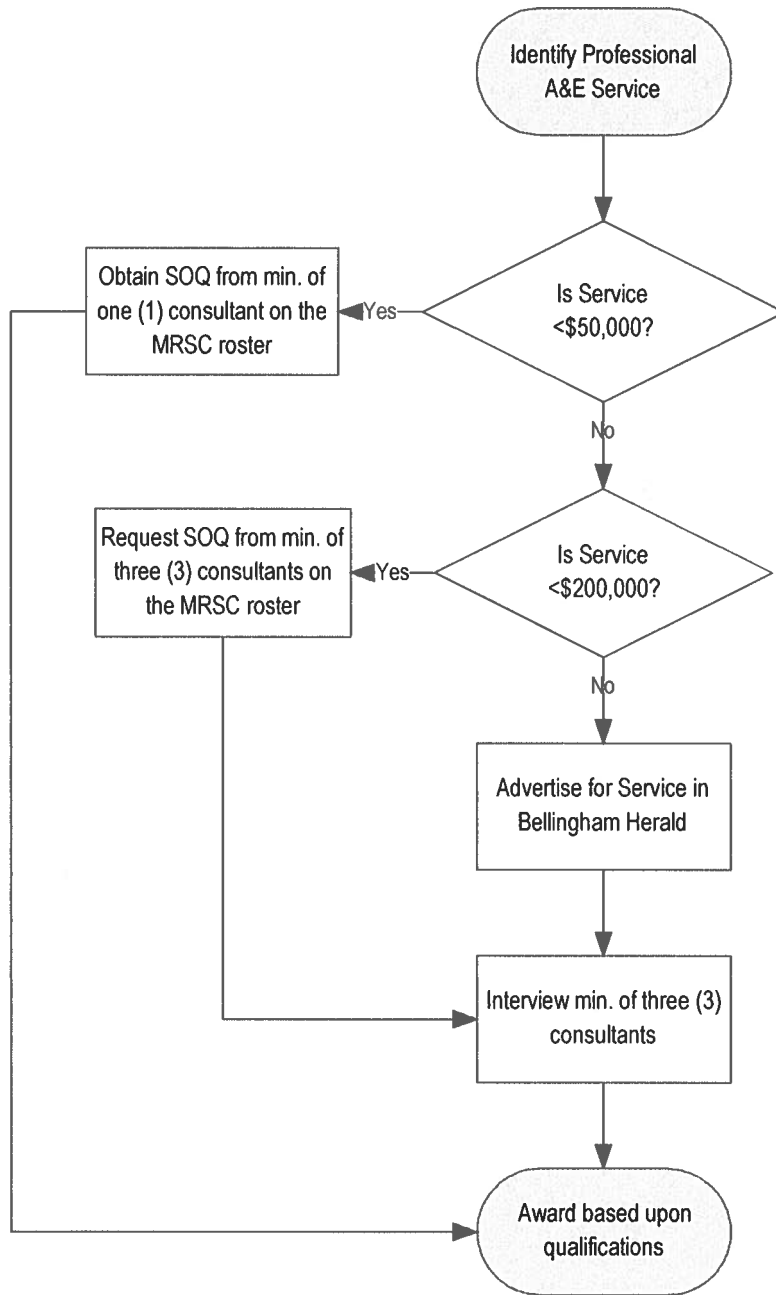 Identify Professional
A&E Service
Is Service
<$50,000?
Yes
Obtain SOQ from min. of
one (1) consultant on the
MRSC roster
No
Is Service
<$200,000?
Yes
Request SOQ from min. of
three (3) consultants on
the MRSC roster
No
Advertise for Service in
Bellingham Herald
Interview min. of three (3)
consultants
Award based upon
qualifications